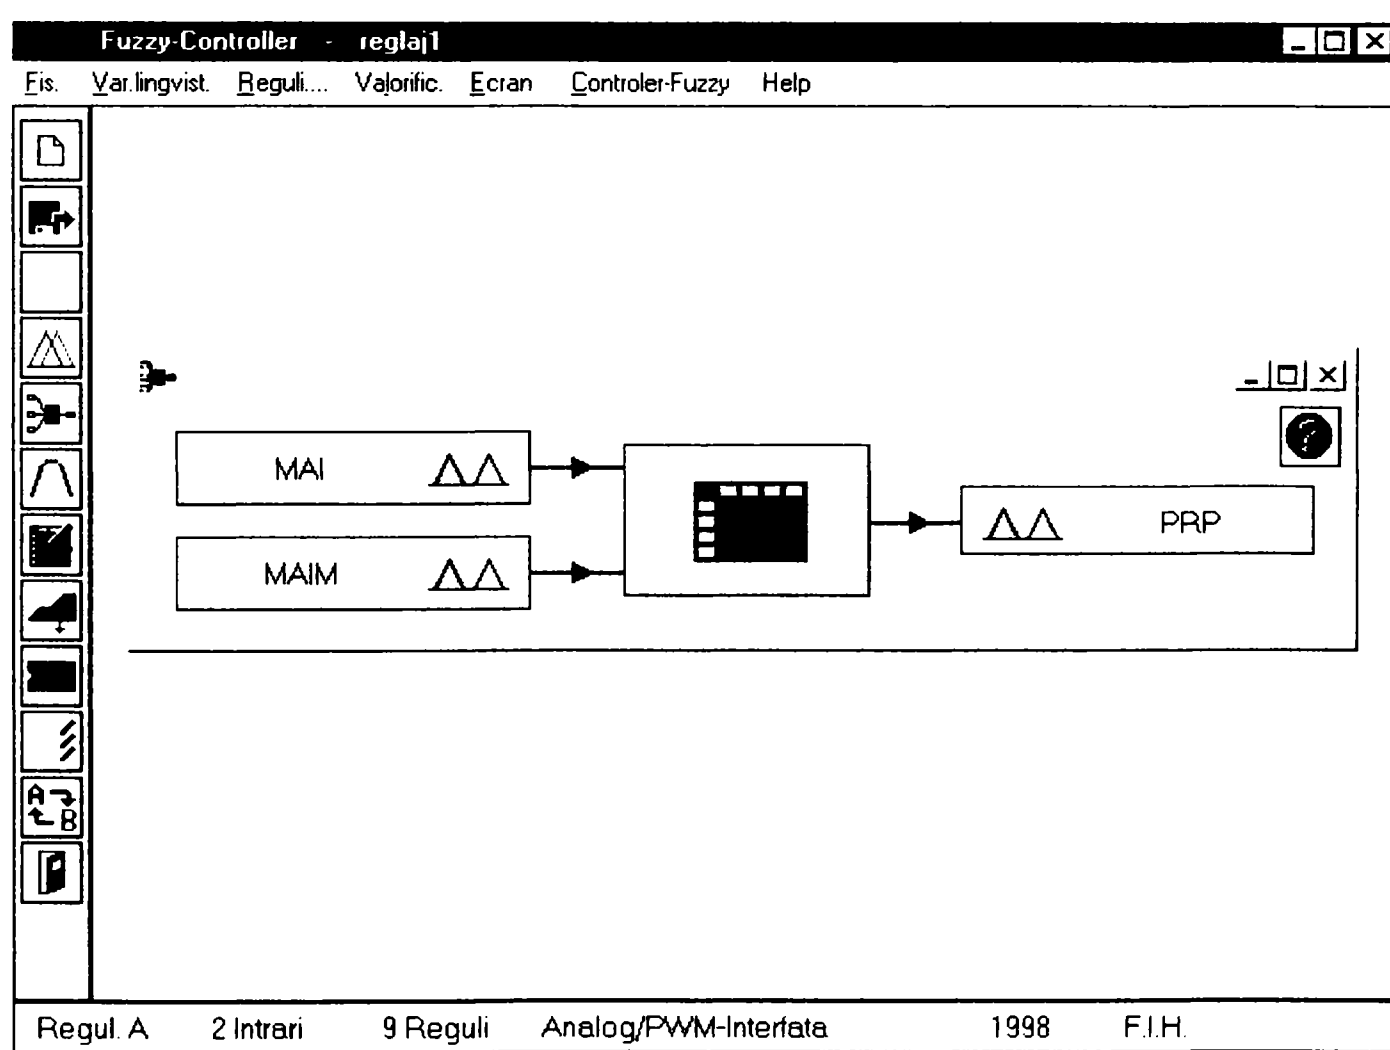 Fuzzy-Controller - reglaj1
Fis. Var.lingvist. Reguli.... Valorific. Ecran Controler-Fuzzy Help
MAI
MAIM
PRP
A
B
Regul. A 2 Intrari 9 Reguli Analog/PWM-Interfata 1998 F.I.H.